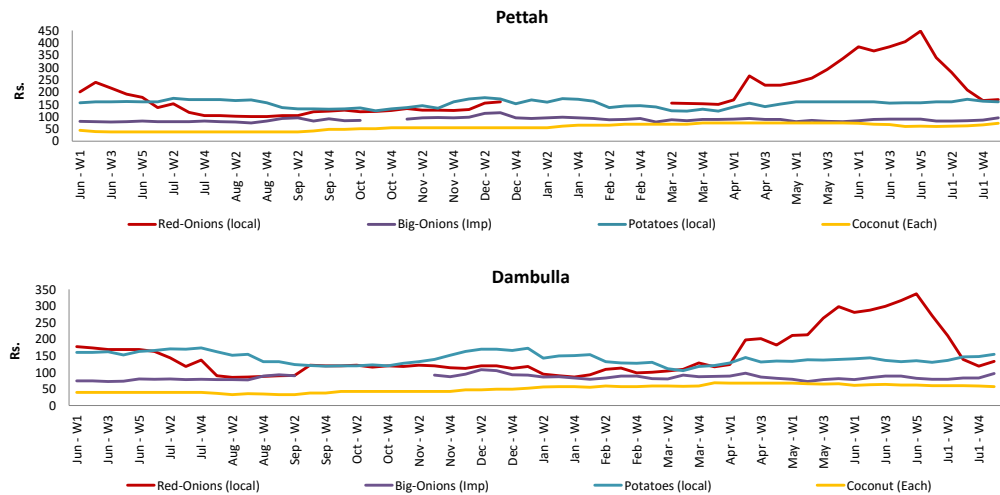 Pettah
450
400
350
300
250
200
150
100
50
0
Rs.
Jun - W1
Jun - W3
Jun - W5
Jul - W2
Jul - W4
Aug - W2
Aug - W4
Sep - W2
Sep - W4
Oct - W2
Oct - W4
Nov - W2
Nov - W4
Dec - W2
Dec - W4
Jan - W2
Jan - W4
Feb - W2
Feb - W4
Mar - W2
Mar - W4
Apr - W1
Apr - W3
May - W1
May - W3
Jun - W1
Jun - W3
Jun - W5
Ju1 - W2
Ju1 - W4
Red-Onions (local)
Big-Onions (Imp)
Potatoes (local)
Coconut (Each)
Dambulla
350
300
250
200
150
100
50
0
Rs.
Jun - W1
Jun - W3
Jun - W5
Jul - W2
Jul - W4
Aug - W2
Aug - W4
Sep - W2
Sep - W4
Oct - W2
Oct - W4
Nov - W2
Nov - W4
Dec - W2
Dec - W4
Jan - W2
Jan - W4
Feb - W2
Feb - W4
Mar - W2
Mar - W4
Apr - W1
Apr - W3
May - W1
May - W3
Jun - W1
Jun - W3
Jun - W5
Ju1 - W2
Ju1 - W4
Red-Onions (local)
Big-Onions (Imp)
Potatoes (local)
Coconut (Each)